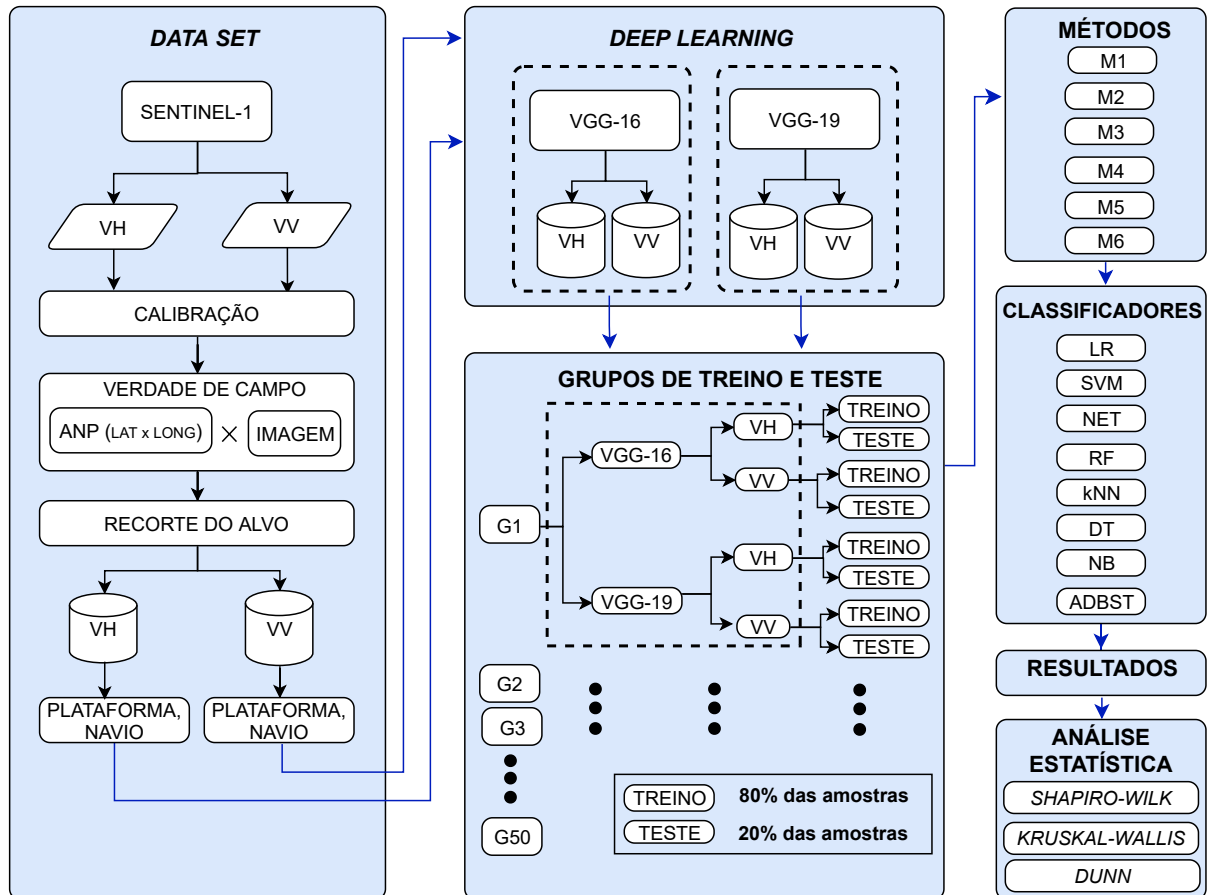 DATA SET
SENTINEL-1
VH
VV
CALIBRAÇÃO
VERDADE DE CAMPO
ANP (LAT x LONG)
×
IMAGEM
RECORTE DO ALVO
VH
VV
PLATAFORMA,
NAVIO
PLATAFORMA,
NAVIO
DEEP LEARNING
VGG-16
VH
VV
VGG-19
VH
VV
GRUPOS DE TREINO E TESTE
G1
VGG-16
VH
TREINO
TESTE
VV
TREINO
TESTE
VGG-19
VH
TREINO
TESTE
VV
TREINO
TESTE
G2
G3
G50
TREINO
80% das amostras
TESTE
20% das amostras
MÉTODOS
M1
M2
M3
M4
M5
M6
CLASSIFICADORES
LR
SVM
NET
RF
kNN
DT
NB
ADBST
RESULTADOS
ANÁLISE
ESTATÍSTICA
SHAPIRO-WILK
KRUSKAL-WALLIS
DUNN